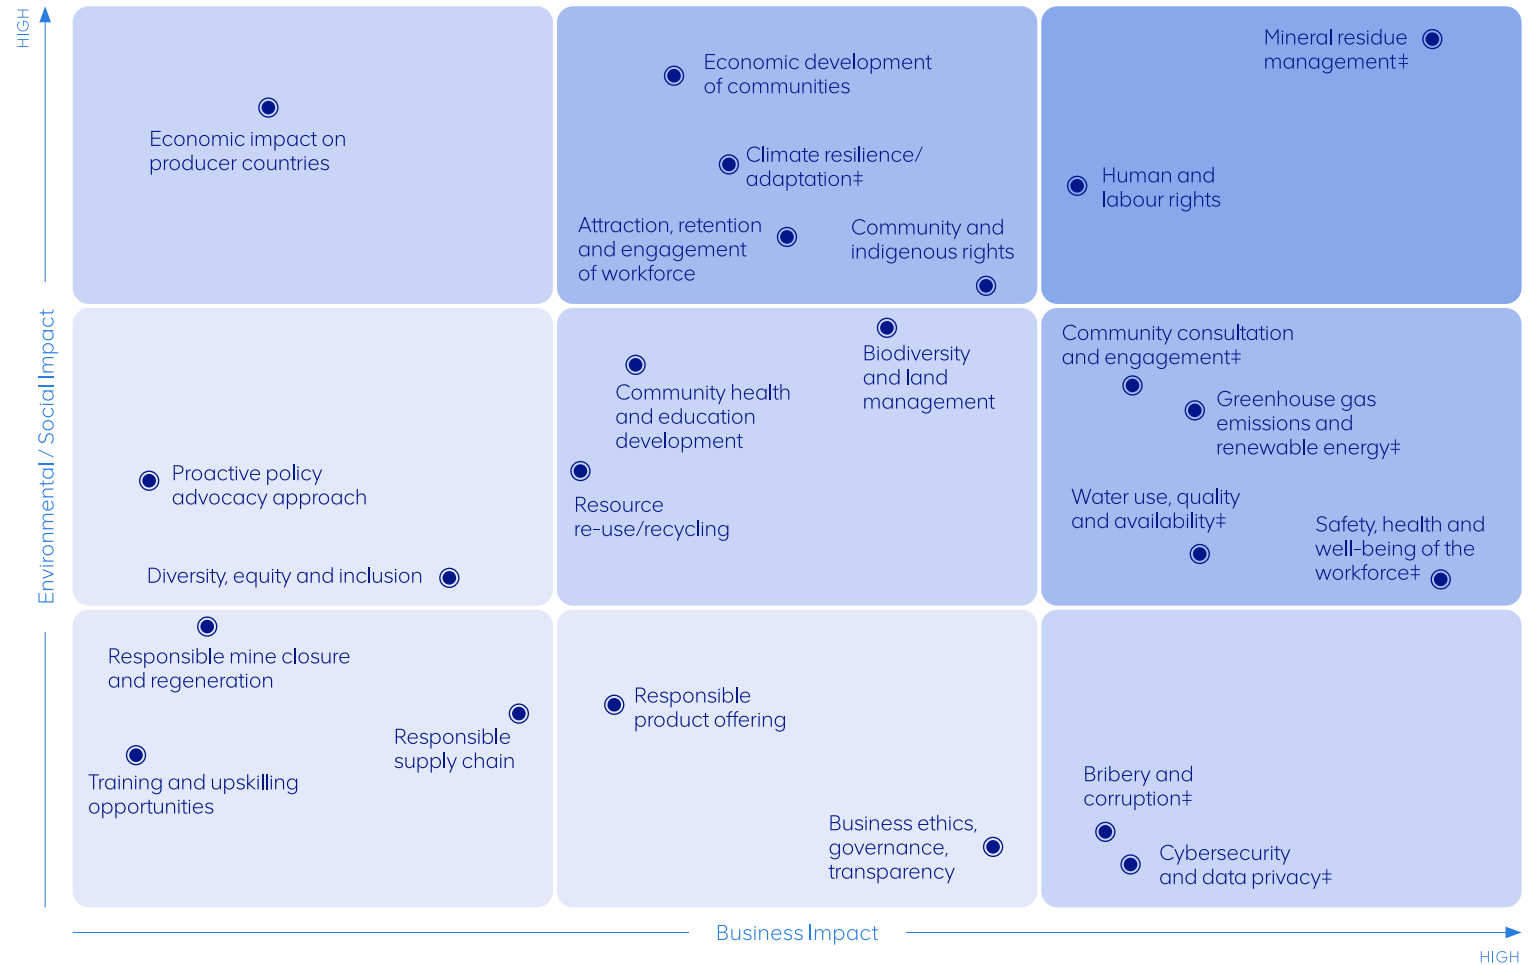 HIGH
Environmental / Social Impact
Economic impact on
producer countries
Economic development
of communities
Climate resilience/
adaptation‡
Attraction, retention
and engagement
of workforce
Community and
indigenous rights
Mineral residue
management‡
Human and
labour rights
Proactive policy
advocacy approach
Diversity, equity and inclusion
Community health
and education
development
Biodiversity
and land
management
Resource
re-use/recycling
Community consultation
and engagement‡
Greenhouse gas
emissions and
renewable energy‡
Water use, quality
and availability‡
Safety, health and
well-being of the
workforce‡
Responsible mine closure
and regeneration
Responsible
supply chain
Training and upskilling
opportunities
Responsible
product offering
Business ethics,
governance,
transparency
Bribery and
corruption‡
Cybersecurity
and data privacy‡
Business Impact
HIGH